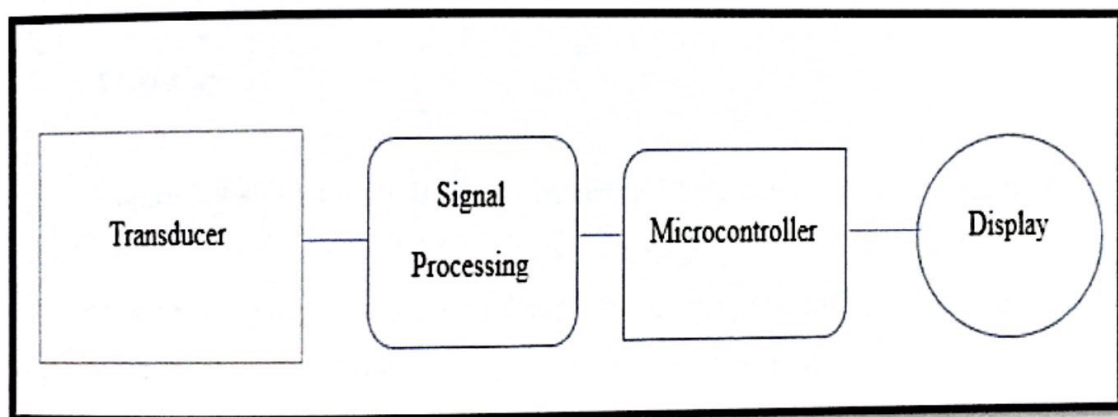 Transducer
Signal
Processing
Microcontroller
Display